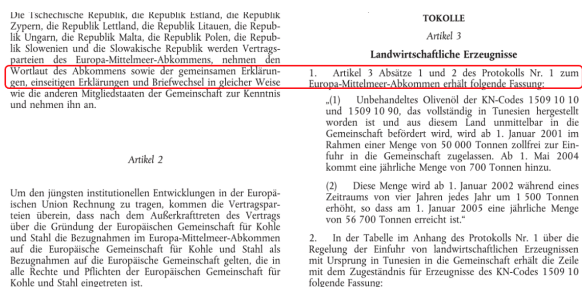 Die Tschechische Republik, die Republik Estland, die Republik
Zypern, die Republik Lettland, die Republik Litauen, die Repub-
lik Ungarn, die Republik Malta, die Republik Polen, die Repub-
lik Slowenien und die Slowakische Republik werden Vertrags-
parteien des Europa-Mittelmeer-Abkommens, nehmen den
Wortlaut des Abkommens sowie der gemeinsamen Erklärun-
gen, einseitigen Erklärungen und Briefwechsel in gleicher Weise
wie die anderen Mitgliedstaaten der Gemeinschaft zur Kenntnis
und nehmen ihn an.
Artikel 2
Um den jüngsten institutionellen Entwicklungen in der Europä-
ischen Union Rechnung zu tragen, kommen die Vertragspar-
teien überein, dass nach dem Außerkrafttreten des Vertrags
über die Gründung der Europäischen Gemeinschaft für Kohle
und Stahl die Bezugnahmen im Europa-Mittelmeer-Abkommen
auf die Europäische Gemeinschaft für Kohle und Stahl als
Bezugnahmen auf die Europäische Gemeinschaft gelten, die in
alle Rechte und Pflichten der Europäischen Gemeinschaft für
Kohle und Stahl eingetreten ist.
TOKOLLE
Artikel 3
Landwirtschaftliche Erzeugnisse
1. Artikel 3 Absätze 1 und 2 des Protokolls Nr. 1 zum
Europa-Mittelmeer-Abkommen erhält folgende Fassung:
„(1) Unbehandeltes Olivenöl der KN-Codes 1509 10 10
und 1509 10 90, das vollständig in Tunesien hergestellt
worden ist und aus diesem Land unmittelbar in die
Gemeinschaft befördert wird, wird ab 1. Januar 2001 im
Rahmen einer Menge von 50 000 Tonnen zollfrei zur Ein-
fuhr in die Gemeinschaft zugelassen. Ab 1. Mai 2004
kommt eine jährliche Menge von 700 Tonnen hinzu.
(2) Diese Menge wird ab 1. Januar 2002 während eines
Zeitraums von vier Jahren jedes Jahr um 1 500 Tonnen
erhöht, so dass am 1. Januar 2005 eine jährliche Menge
von 56 700 Tonnen erreicht ist.“
2. In der Tabelle im Anhang des Protokolls Nr. 1 über die
Regelung der Einfuhr von landwirtschaftlichen Erzeugnissen
mit Ursprung in Tunesien in die Gemeinschaft erhält die Zeile
mit dem Zugeständnis für Erzeugnisse des KN-Codes 1509 10
folgende Fassung: